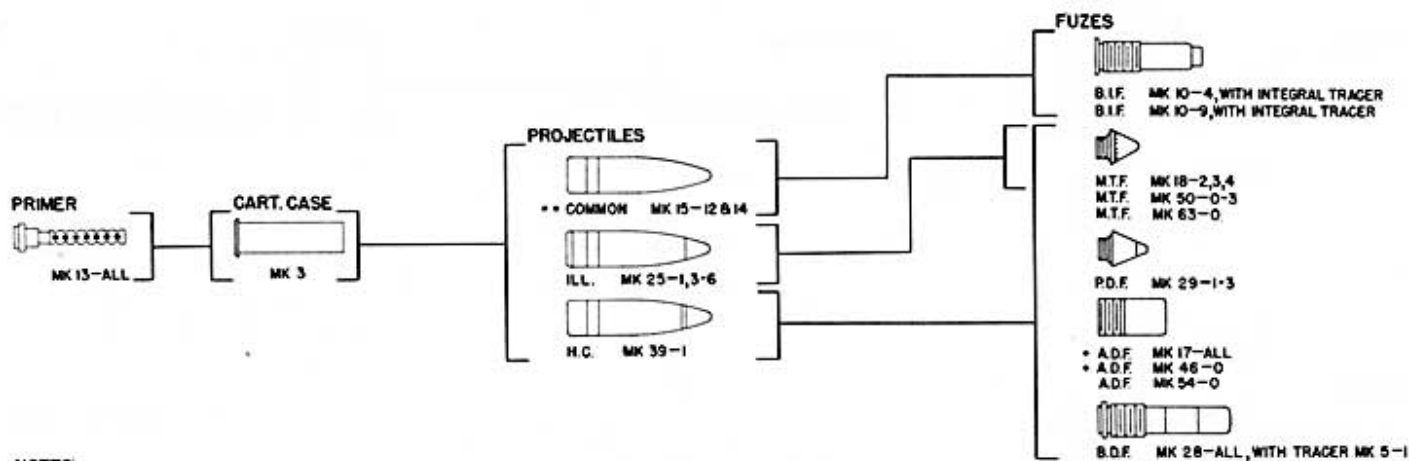 PRIMER
MK 13-ALL
CART. CASE
MK 3
PROJECTILES
** COMMON MK 15-12 & 14
ILL. MK 25-1,3-6
H.C. MK 39-1
FUZES
B.I.F. MK 10-4, WITH INTEGRAL TRACER
B.I.F. MK 10-9, WITH INTEGRAL TRACER
M.T.F. MK 18-2,3,4
M.T.F. MK 50-0-3
M.T.F. MK 63-0
P.D.F. MK 29-1-3
* A.D.F. MK 17-ALL
* A.D.F. MK 46-0
A.D.F. MK 54-0
B.D.F. MK 28-ALL, WITH TRACER MK 5-1